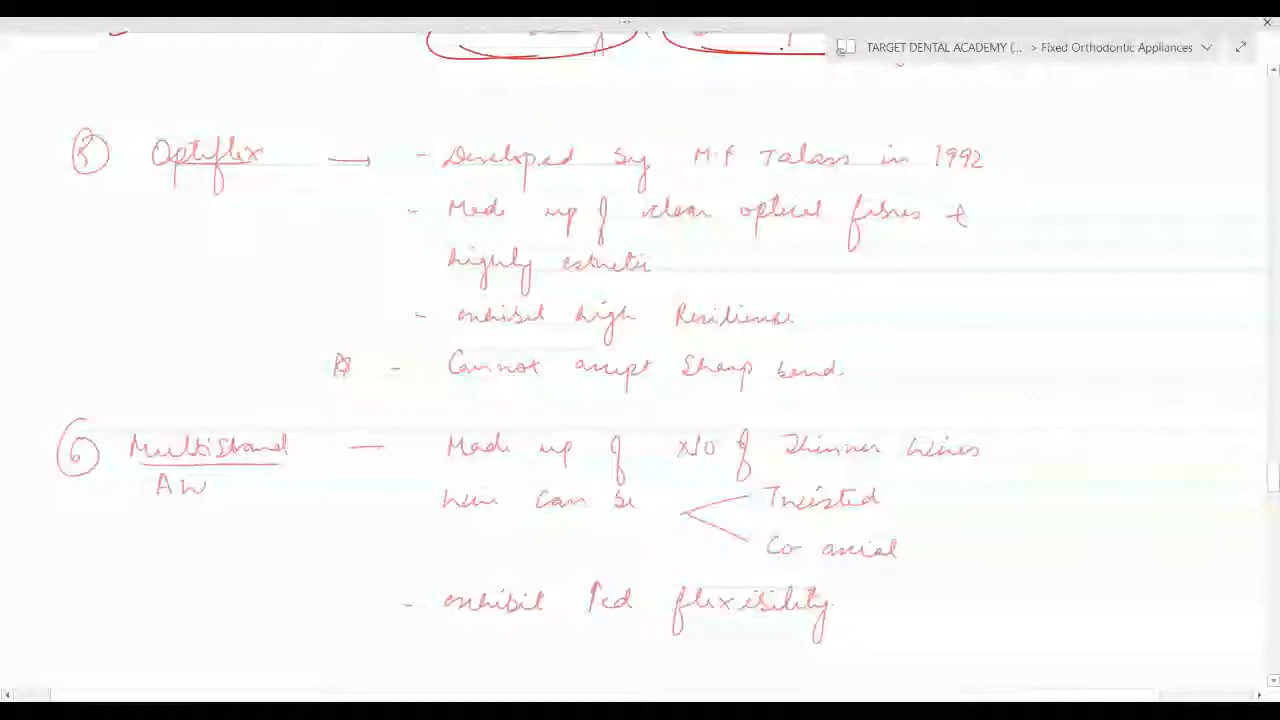 TARGET DENTAL ACADEMY (... > Fixed Orthodontic Appliances
5 Optiflex → - Developed by M.F Talass in 1992
- Made up of clear optical fibres &
highly esthetic
- exhibit high Resilience
- Cannot accept Sharp bend.
6 MultiStrand — Made up of no of Thinner wires
AW
wire can be Twisted
Co axial
- exhibit ↑ed flexibility.